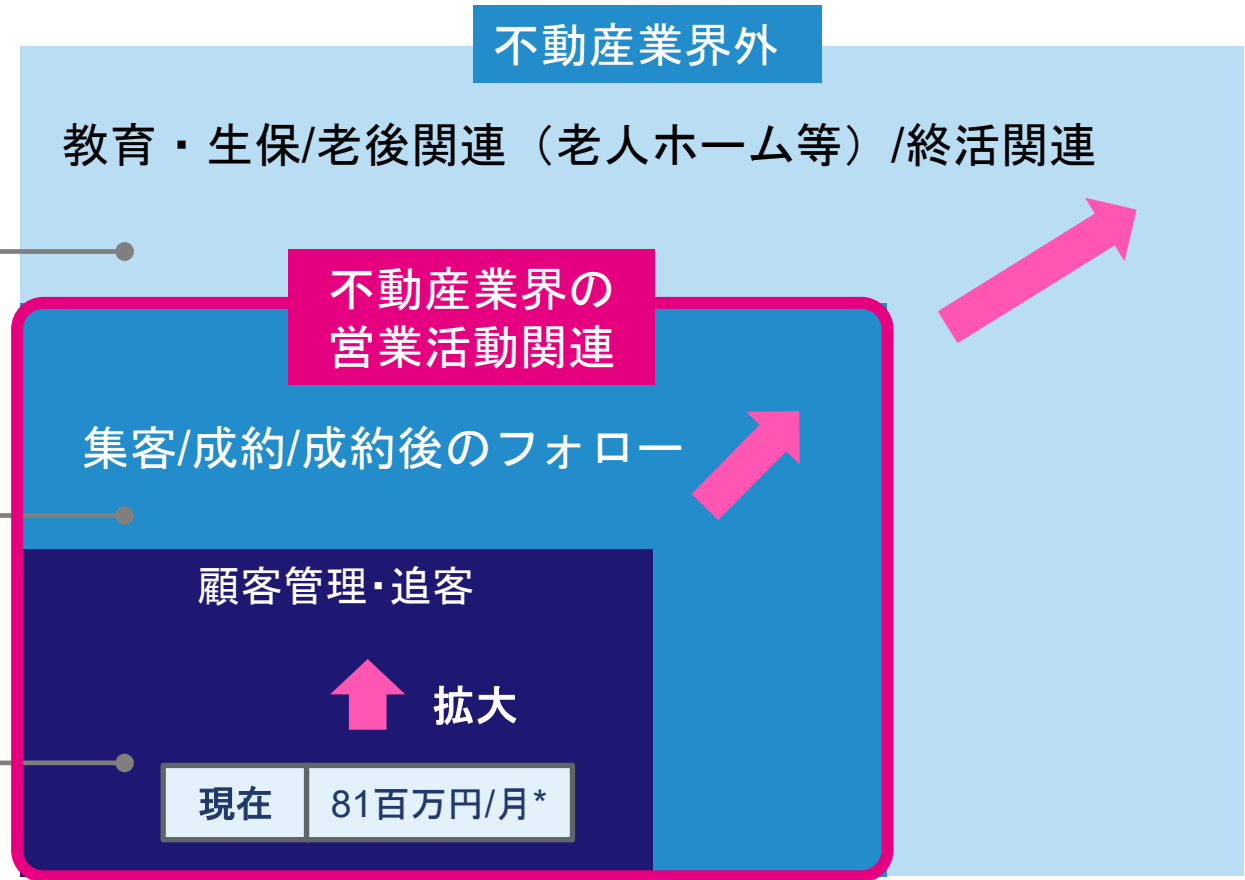 不動産業界外
教育・生保/老後関連（老人ホーム等）/終活関連
不動産業界の
営業活動関連
集客/成約/成約後のフォロー
顧客管理・追客
拡大
現在 81百万円/月*